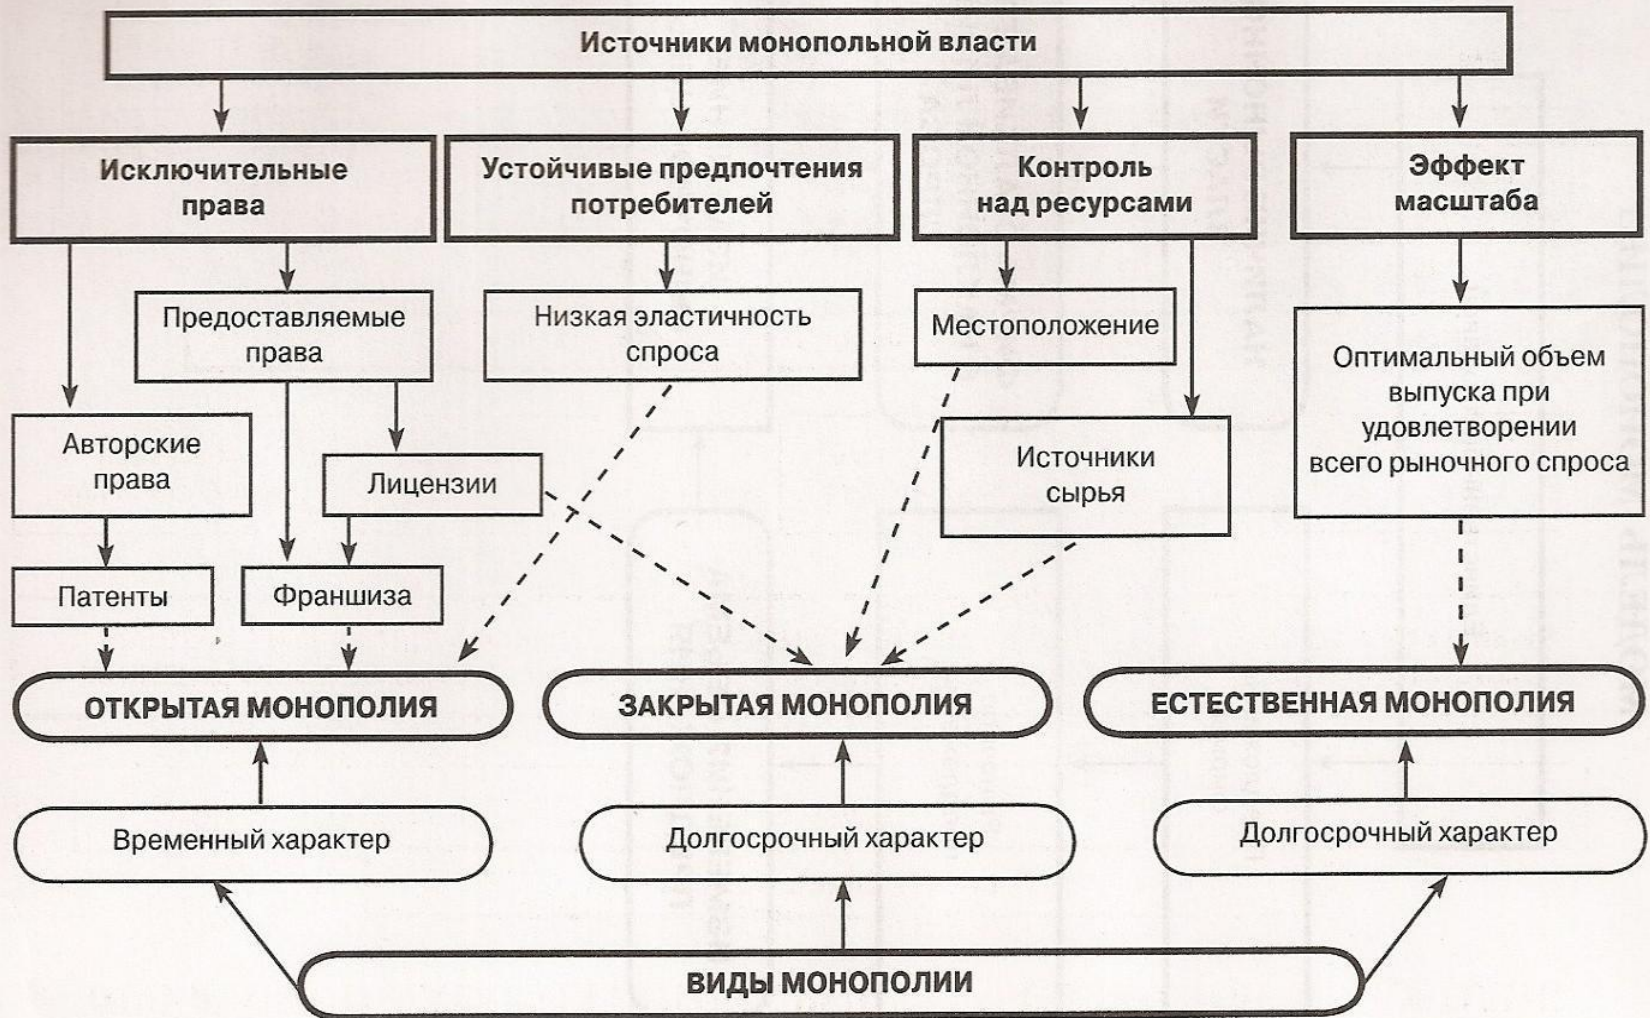 Источники монопольной власти
Исключительные
права
Устойчивые предпочтения
потребителей
Контроль
над ресурсами
Эффект
масштаба
Предоставляемые
права
Низкая эластичность
спроса
Местоположение
Оптимальный объем
выпуска при
удовлетворении
всего рыночного спроса
Авторские
права
Лицензии
Источники
сырья
Патенты
Франшиза
ОТКРЫТАЯ МОНОПОЛИЯ
ЗАКРЫТАЯ МОНОПОЛИЯ
ЕСТЕСТВЕННАЯ МОНОПОЛИЯ
Временный характер
Долгосрочный характер
Долгосрочный характер
ВИДЫ МОНОПОЛИИ